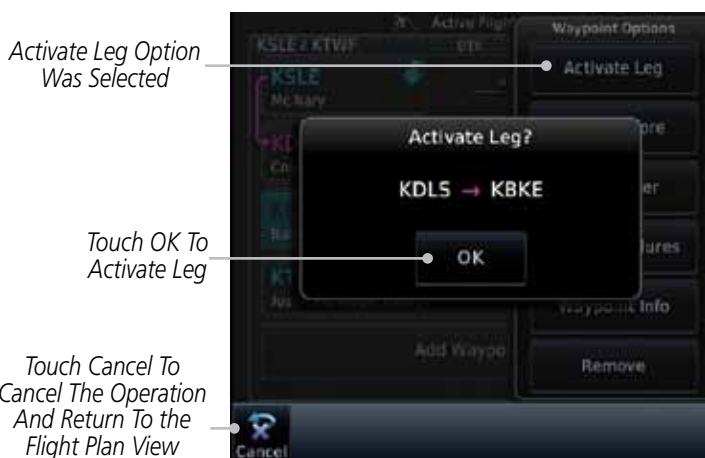 Activate Leg Option
Was Selected
Touch OK To
Activate Leg
Touch Cancel To
Cancel The Operation
And Return To the
Flight Plan View
Active Fligh
KSLE / KTWF
DTK
KSLE
McNary
Waypoint Options
Activate Leg
Activate Leg?
KDLS → KBKE
OK
Waypoint Info
Add Waypo
Remove
Cancel